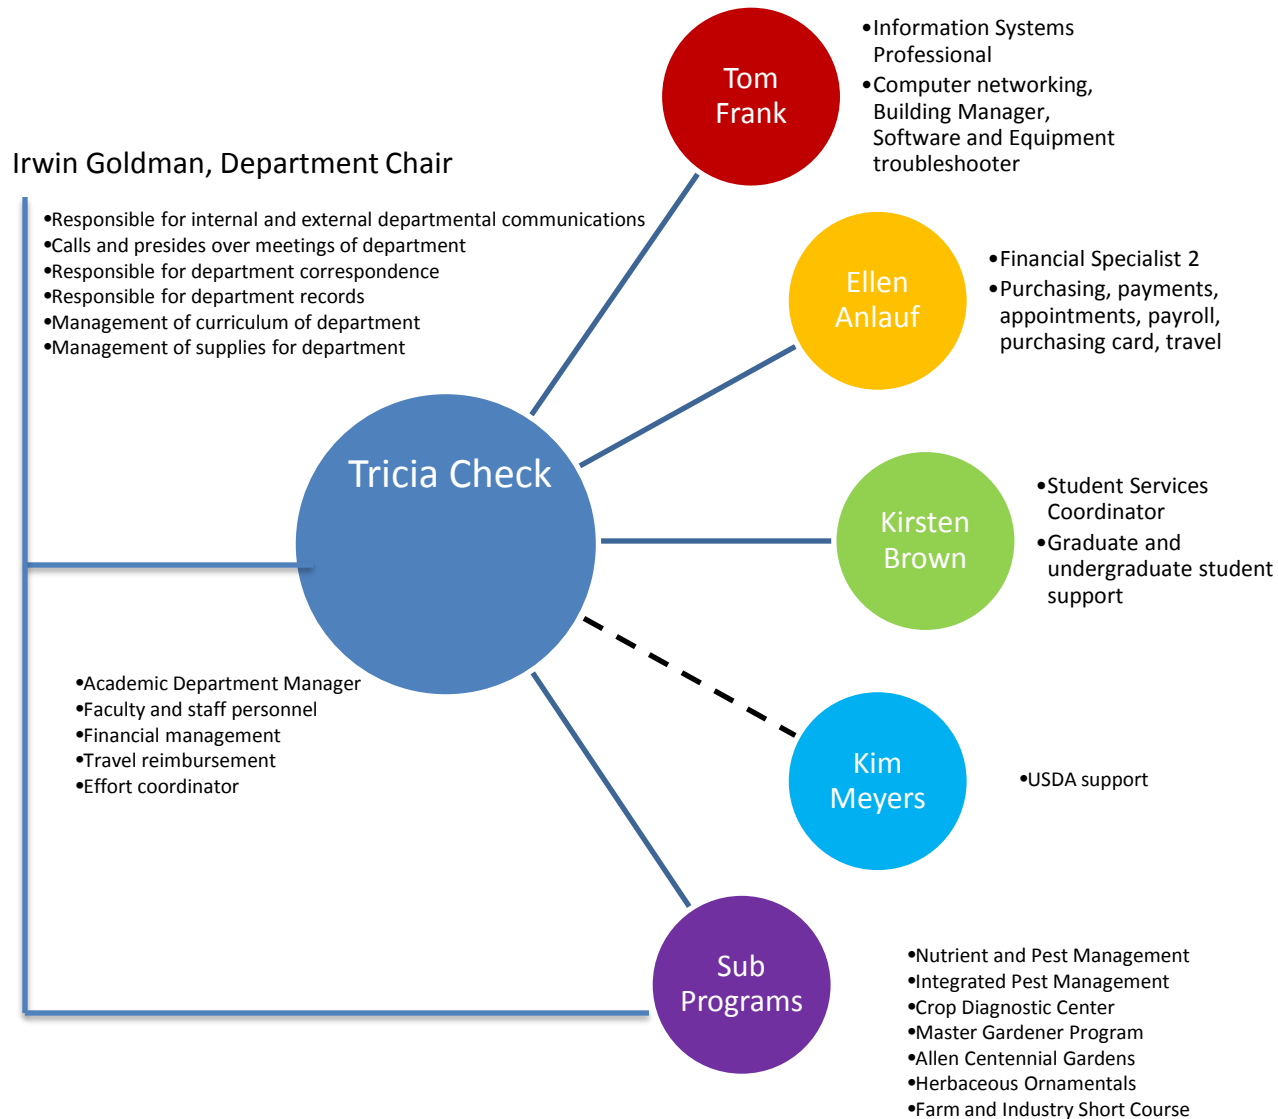 Irwin Goldman, Department Chair
•Responsible for internal and external departmental communications
•Calls and presides over meetings of department
•Responsible for department correspondence
•Responsible for department records
•Management of curriculum of department
•Management of supplies for department
Tricia Check
•Academic Department Manager
•Faculty and staff personnel
•Financial management
•Travel reimbursement
•Effort coordinator
Tom
Frank
•Information Systems
Professional
•Computer networking,
Building Manager,
Software and Equipment
troubleshooter
Ellen
Anlauf
•Financial Specialist 2
•Purchasing, payments,
appointments, payroll,
purchasing card, travel
Kirsten
Brown
•Student Services
Coordinator
•Graduate and
undergraduate student
support
Kim
Meyers
•USDA support
Sub
Programs
•Nutrient and Pest Management
•Integrated Pest Management
•Crop Diagnostic Center
•Master Gardener Program
•Allen Centennial Gardens
•Herbaceous Ornamentals
•Farm and Industry Short Course